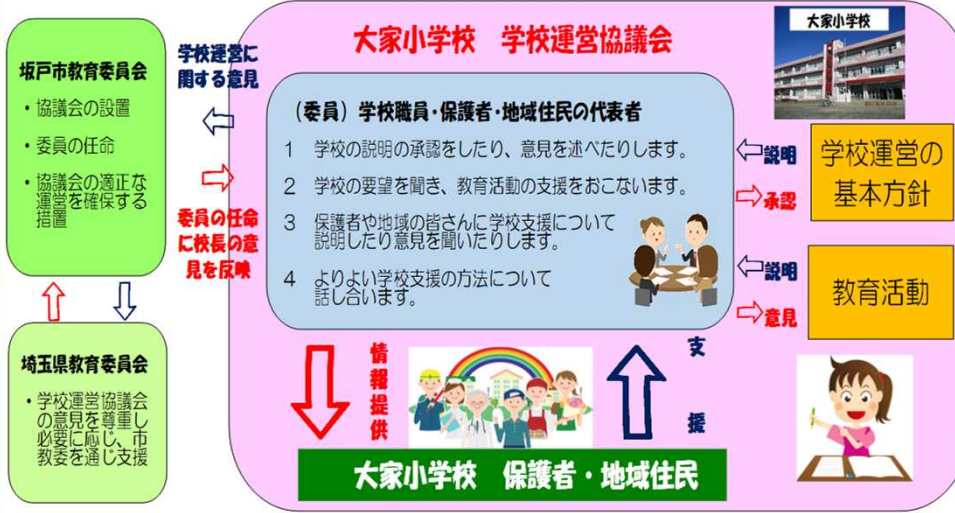 大家小学校 学校運営協議会
大家小学校
坂戸市教育委員会
・協議会の設置
・委員の任命
・協議会の適正な
運営を確保する
措置
学校運営に
関する意見
委員の任命
に校長の意
見を反映
埼玉県教育委員会
・学校運営協議会
の意見を尊重し
必要に応じ、市
教委を通じ支援
(委員)学校職員・保護者・地域住民の代表者
1 学校の説明の承認をしたり、意見を述べたりします。
2 学校の要望を聞き、教育活動の支援をおこないます。
3 保護者や地域の皆さんに学校支援について
説明したり意見を聞いたりします。
4 よりよい学校支援の方法について
話し合います。
説明
承認
学校運営の
基本方針
説明
意見
教育活動
情報提供
支援
大家小学校 保護者・地域住民